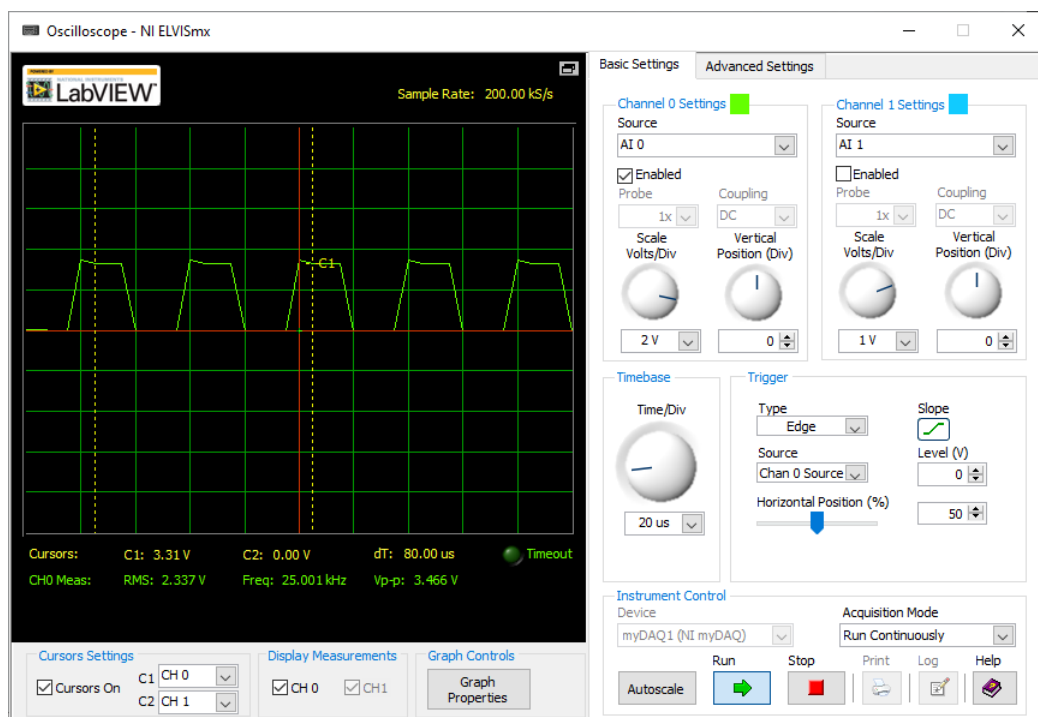 Oscilloscope - NI ELVISmx
POWERED BY
NATIONAL INSTRUMENTS
LabVIEW™
Sample Rate: 200.00 kS/s
C1
Cursors: C1: 3.31 V C2: 0.00 V dT: 80.00 us Timeout
CH0 Meas: RMS: 2.337 V Freq: 25.001 kHz Vp-p: 3.466 V
Cursors Settings
Cursors On
C1 CH 0
C2 CH 1
Display Measurements
CH 0 CH1
Graph Controls
Graph
Properties
Basic Settings Advanced Settings
Channel 0 Settings
Source
AI 0
Enabled
Probe Coupling
1x DC
Scale Vertical
Volts/Div Position (Div)
2 V 0
Channel 1 Settings
Source
AI 1
Enabled
Probe Coupling
1x DC
Scale Vertical
Volts/Div Position (Div)
1 V 0
Timebase
Time/Div
20 us
Trigger
Type Slope
Edge
Source Level (V)
Chan 0 Source 0
Horizontal Position (%)
50
Instrument Control
Device Acquisition Mode
myDAQ1 (NI myDAQ) Run Continuously
Run Stop Print Log Help
Autoscale